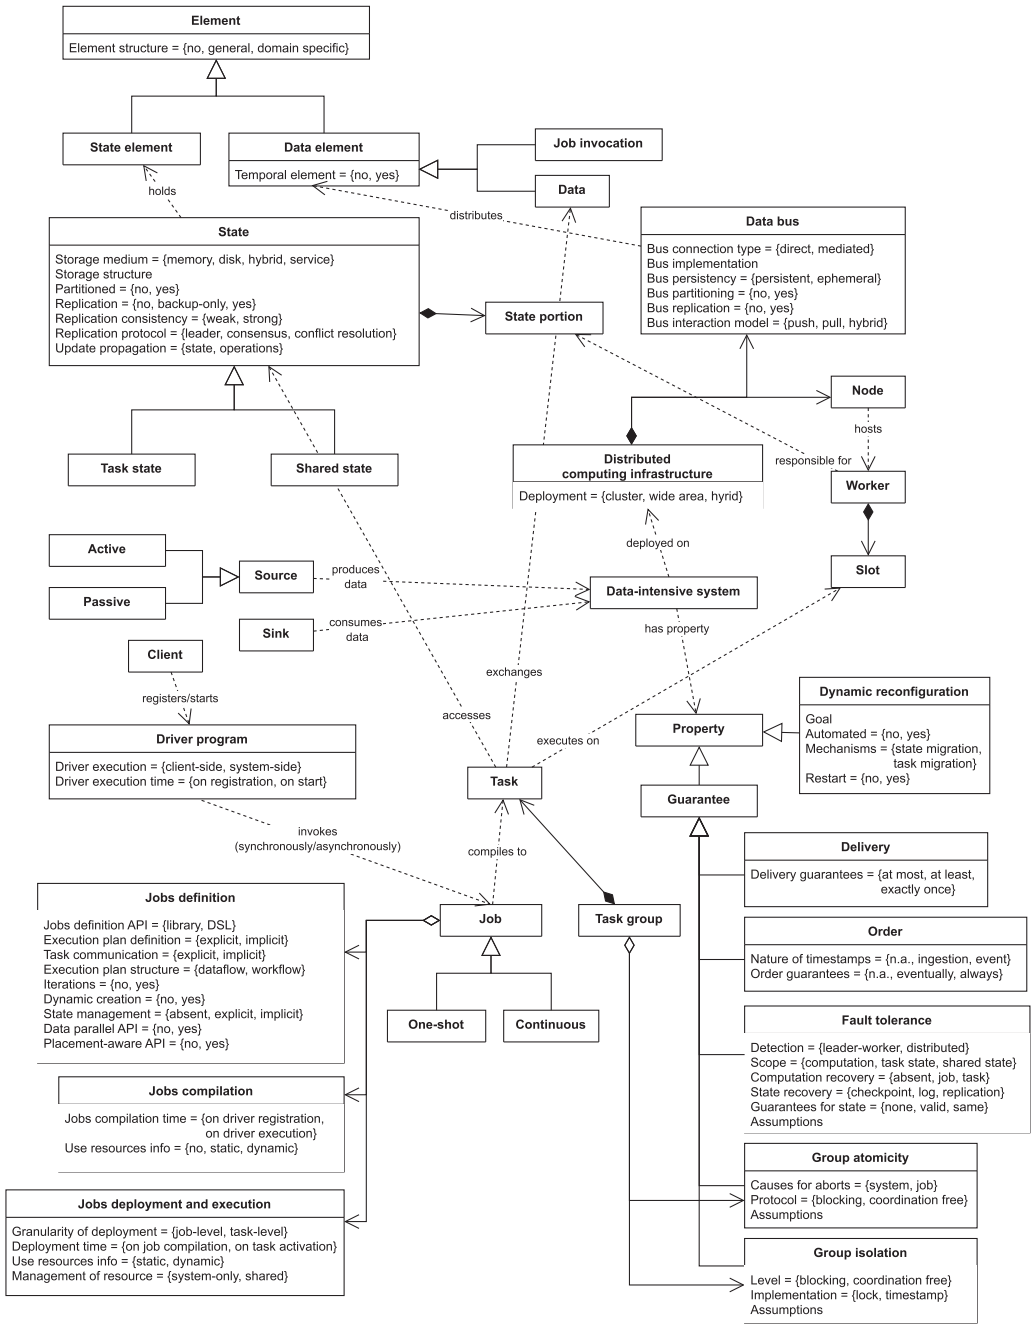 Element
Element structure = {no, general, domain specific}
State element
Data element
Temporal element = {no, yes}
Job invocation
Data
holds
distributes
State
Storage medium = {memory, disk, hybrid, service}
Storage structure
Partitioned = {no, yes}
Replication = {no, backup-only, yes}
Replication consistency = {weak, strong}
Replication protocol = {leader, consensus, conflict resolution}
Update propagation = {state, operations}
Data bus
Bus connection type = {direct, mediated}
Bus implementation
Bus persistency = {persistent, ephemeral}
Bus partitioning = {no, yes}
Bus replication = {no, yes}
Bus interaction model = {push, pull, hybrid}
State portion
Node
hosts
Task state
Shared state
Distributed
computing infrastructure
Deployment = {cluster, wide area, hyrid}
responsible for
Worker
Slot
Active
Passive
Source
Sink
produces
data
consumes
data
deployed on
Data-intensive system
has property
Client
registers/starts
exchanges
accesses
executes on
Driver program
Driver execution = {client-side, system-side}
Driver execution time = {on registration, on start}
Property
Dynamic reconfiguration
Goal
Automated = {no, yes}
Mechanisms = {state migration,
task migration}
Restart = {no, yes}
Task
Guarantee
invokes
(synchronously/asynchronously)
compiles to
Delivery
Delivery guarantees = {at most, at least,
exactly once}
Jobs definition
Jobs definition API = {library, DSL}
Execution plan definition = {explicit, implicit}
Task communication = {explicit, implicit}
Execution plan structure = {dataflow, workflow}
Iterations = {no, yes}
Dynamic creation = {no, yes}
State management = {absent, explicit, implicit}
Data parallel API = {no, yes}
Placement-aware API = {no, yes}
Job
Task group
Order
Nature of timestamps = {n.a., ingestion, event}
Order guarantees = {n.a., eventually, always}
One-shot
Continuous
Fault tolerance
Detection = {leader-worker, distributed}
Scope = {computation, task state, shared state}
Computation recovery = {absent, job, task}
State recovery = {checkpoint, log, replication}
Guarantees for state = {none, valid, same}
Assumptions
Jobs compilation
Jobs compilation time = {on driver registration,
on driver execution}
Use resources info = {no, static, dynamic}
Group atomicity
Causes for aborts = {system, job}
Protocol = {blocking, coordination free}
Assumptions
Jobs deployment and execution
Granularity of deployment = {job-level, task-level}
Deployment time = {on job compilation, on task activation}
Use resources info = {static, dynamic}
Management of resource = {system-only, shared}
Group isolation
Level = {blocking, coordination free}
Implementation = {lock, timestamp}
Assumptions